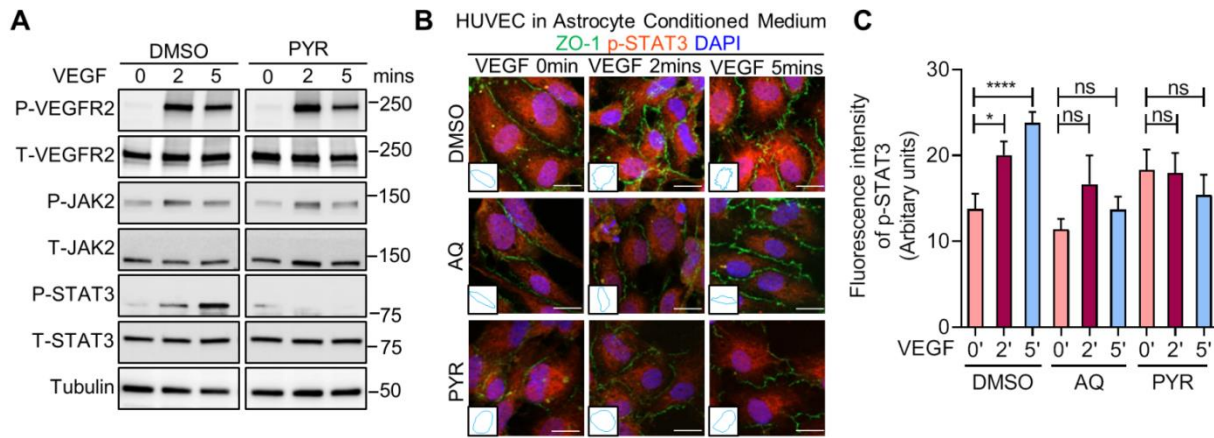 A
DMSO PYR
VEGF 0 2 5 0 2 5 mins
P-VEGFR2 250
T-VEGFR2 250
P-JAK2 150
T-JAK2 150
P-STAT3 75
T-STAT3 75
Tubulin 50
B HUVEC in Astrocyte Conditioned Medium
ZO-1 p-STAT3 DAPI
VEGF 0min VEGF 2mins VEGF 5mins
DMSO
AQ
PYR
C
Fluorescence intensity
of p-STAT3
(Arbitary units)
30
20
10
0
**** ns ns
* ns ns
VEGF 0' 2' 5' 0' 2' 5' 0' 2' 5'
DMSO AQ PYR